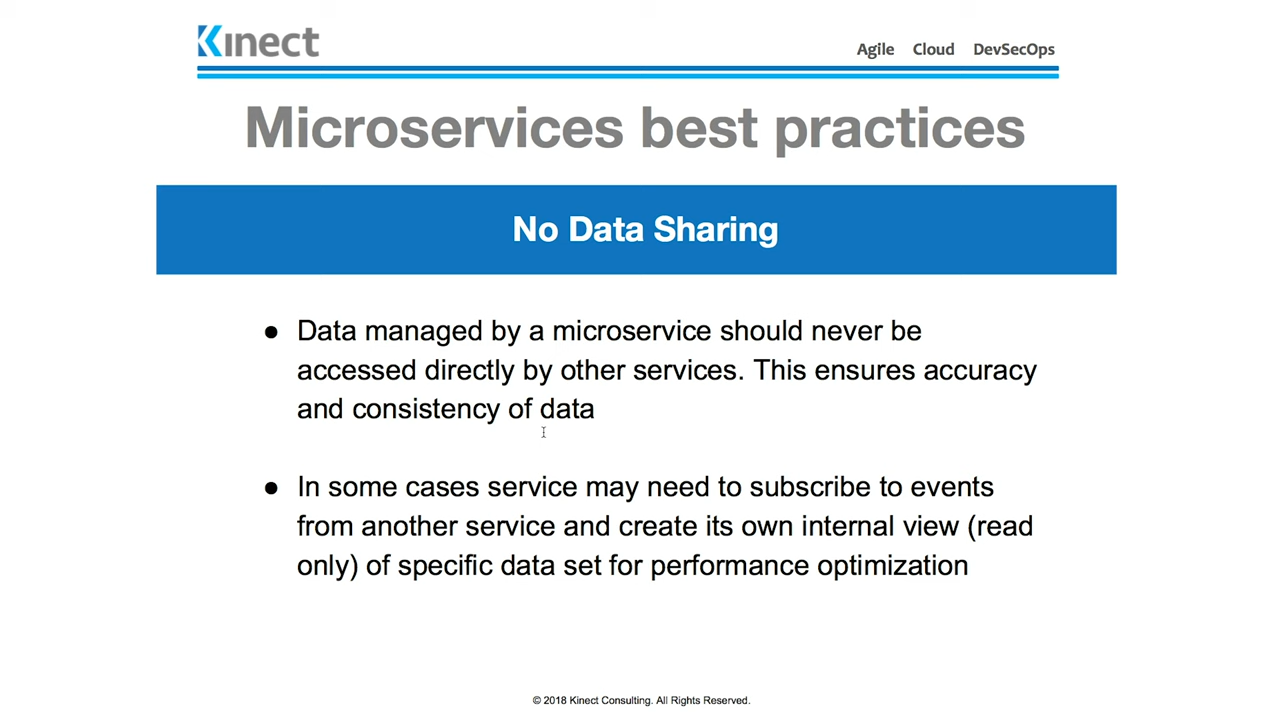 Kinect
Agile Cloud DevSecOps
Microservices best practices
No Data Sharing
● Data managed by a microservice should never be
accessed directly by other services. This ensures accuracy
and consistency of data
● In some cases service may need to subscribe to events
from another service and create its own internal view (read
only) of specific data set for performance optimization
© 2018 Kinect Consulting. All Rights Reserved.